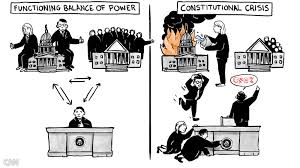 FUNCTIONING BALANCE OF POWER
CONSTITUTIONAL CRISIS
CNN